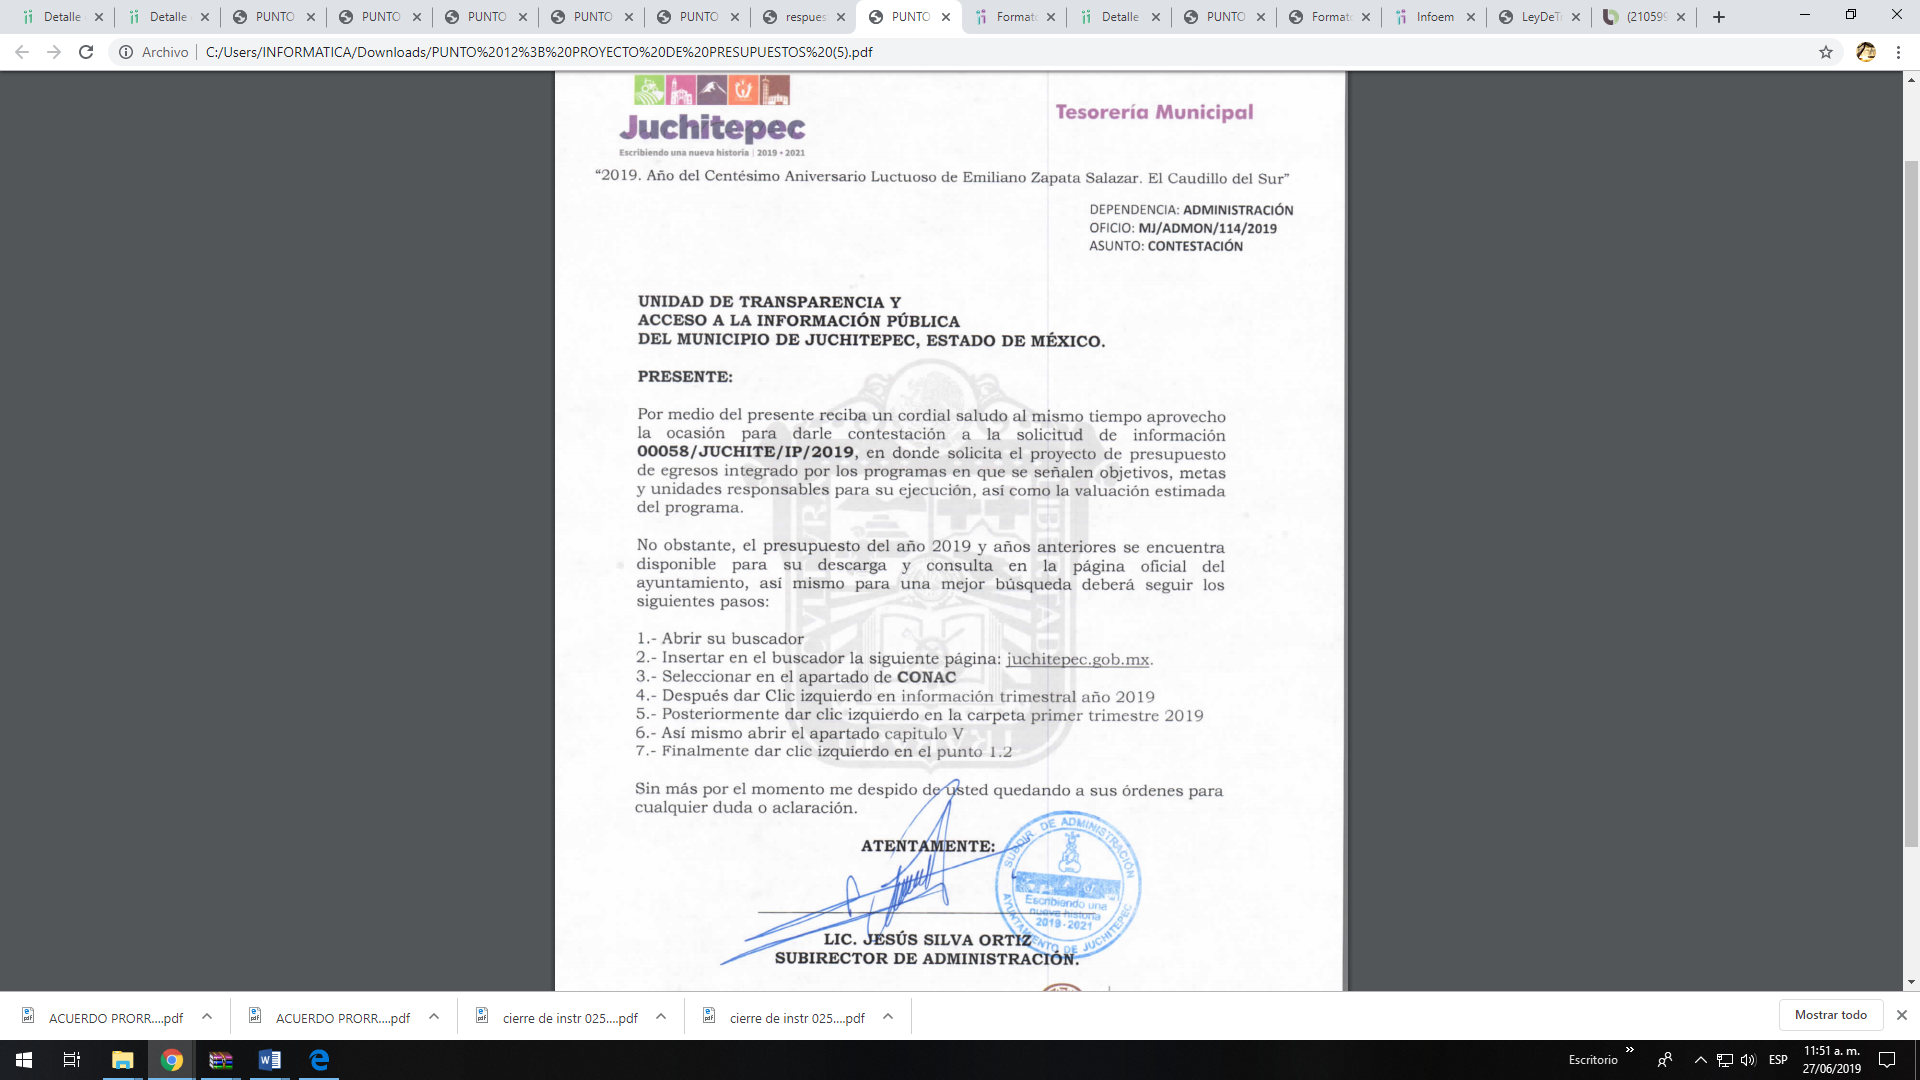 Detalle
Detalle
PUNTO
PUNTO
PUNTO
PUNTO
PUNTO
respues
PUNTO
Formato
Detalle
PUNTO
Formato
Infoem
LeyDeTr
(210599
Archivo | C:/Users/INFORMATICA/Downloads/PUNTO%2012%3B%20PROYECTO%20DE%20PRESUPUESTOS%20(5).pdf
Juchitepec
Escribiendo una nueva historia | 2019 • 2021
Tesorería Municipal
“2019. Año del Centésimo Aniversario Luctuoso de Emiliano Zapata Salazar. El Caudillo del Sur”
DEPENDENCIA: ADMINISTRACIÓN
OFICIO: MJ/ADMON/114/2019
ASUNTO: CONTESTACIÓN
UNIDAD DE TRANSPARENCIA Y
ACCESO A LA INFORMACIÓN PÚBLICA
DEL MUNICIPIO DE JUCHITEPEC, ESTADO DE MÉXICO.
PRESENTE:
Por medio del presente reciba un cordial saludo al mismo tiempo aprovecho
la ocasión para darle contestación a la solicitud de información
00058/JUCHITE/IP/2019, en donde solicita el proyecto de presupuesto
de egresos integrado por los programas en que se señalen objetivos, metas
y unidades responsables para su ejecución, así como la valuación estimada
del programa.
No obstante, el presupuesto del año 2019 y años anteriores se encuentra
disponible para su descarga y consulta en la página oficial del
ayuntamiento, así mismo para una mejor búsqueda deberá seguir los
siguientes pasos:
1.- Abrir su buscador
2.- Insertar en el buscador la siguiente página: juchitepec.gob.mx.
3.- Seleccionar en el apartado de CONAC
4.- Después dar Clic izquierdo en información trimestral año 2019
5.- Posteriormente dar clic izquierdo en la carpeta primer trimestre 2019
6.- Así mismo abrir el apartado capitulo V
7.- Finalmente dar clic izquierdo en el punto 1.2
Sin más por el momento me despido de usted quedando a sus órdenes para
cualquier duda o aclaración.
ATENTAMENTE:
SUBDIR. DE ADMINISTRACIÓN
Escribiendo una
nueva historia
2019-2021
AYUNTAMIENTO DE JUCHITEPEC
LIC. JESÚS SILVA ORTIZ
SUBIRECTOR DE ADMINISTRACIÓN.
ACUERDO PRORR....pdf
ACUERDO PRORR....pdf
cierre de instr 025....pdf
cierre de instr 025....pdf
Mostrar todo
Escritorio
ESP
11:51 a. m.
27/06/2019